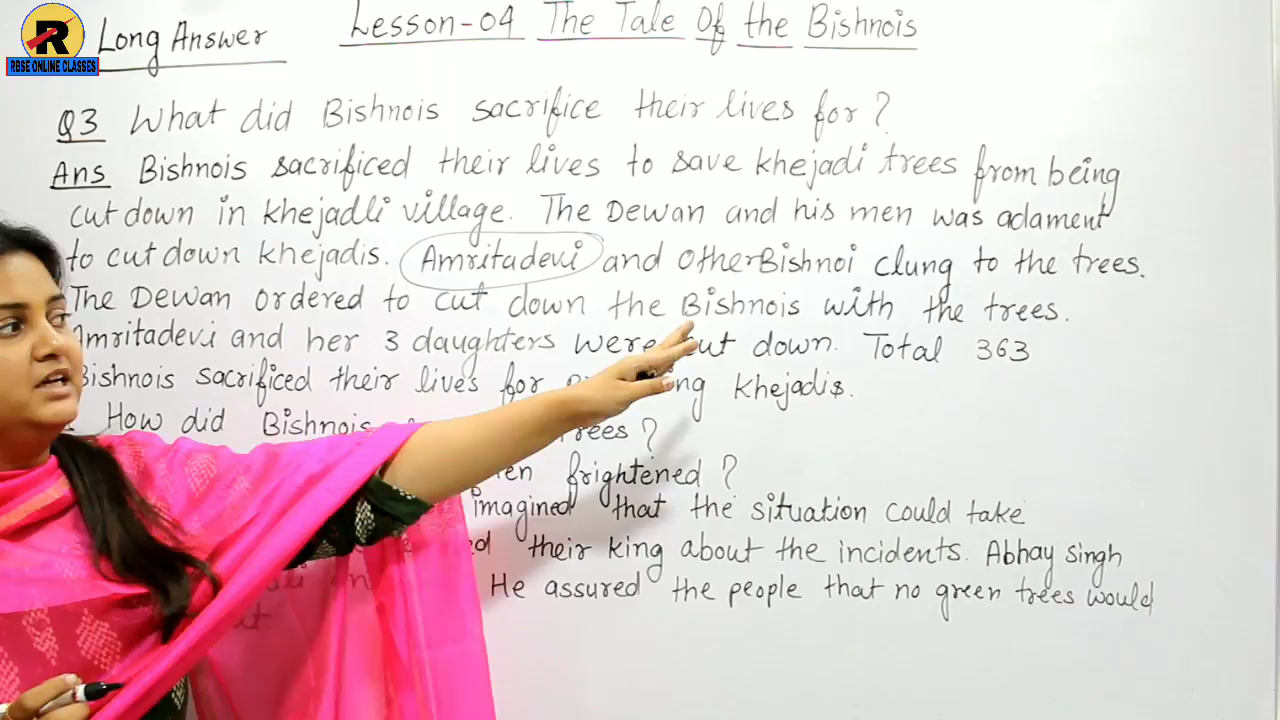 R
RBSE ONLINE CLASSES
Long Answer
Lesson-04 The Tale Of the Bishnois
Q3 What did Bishnois sacrifice their lives for?
Ans Bishnois sacrificed their lives to save khejadi trees from being
cut down in khejadli village. The Dewan and his men was adament
to cut down khejadis. Amritadevi and other Bishnoi clung to the trees.
The Dewan ordered to cut down the Bishnois with the trees.
Amritadevi and her 3 daughters were cut down. Total 363
Bishnois sacrificed their lives for khejadis.
How did Bishnois trees?
frightened?
imagined that the situation could take
their king about the incidents. Abhay singh
He assured the people that no green trees would